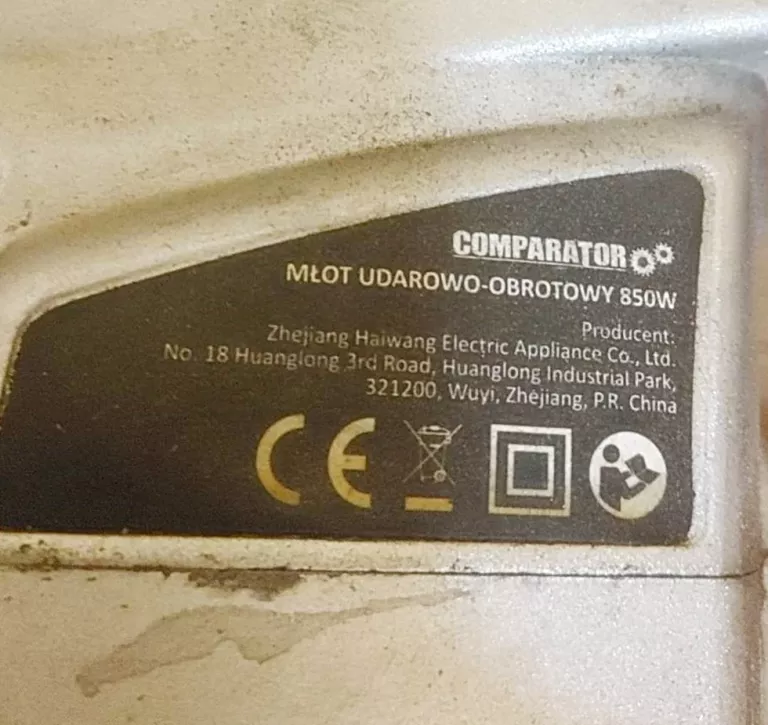 COMPARATOR
MŁOT UDAROWO-OBROTOWY 850W
Producent:
Zhejiang Haiwang Electric Appliance Co., Ltd.
No. 18 Huanglong 3rd Road, Huanglong Industrial Park,
321200, Wuyi, Zhejiang, P.R. China
CE